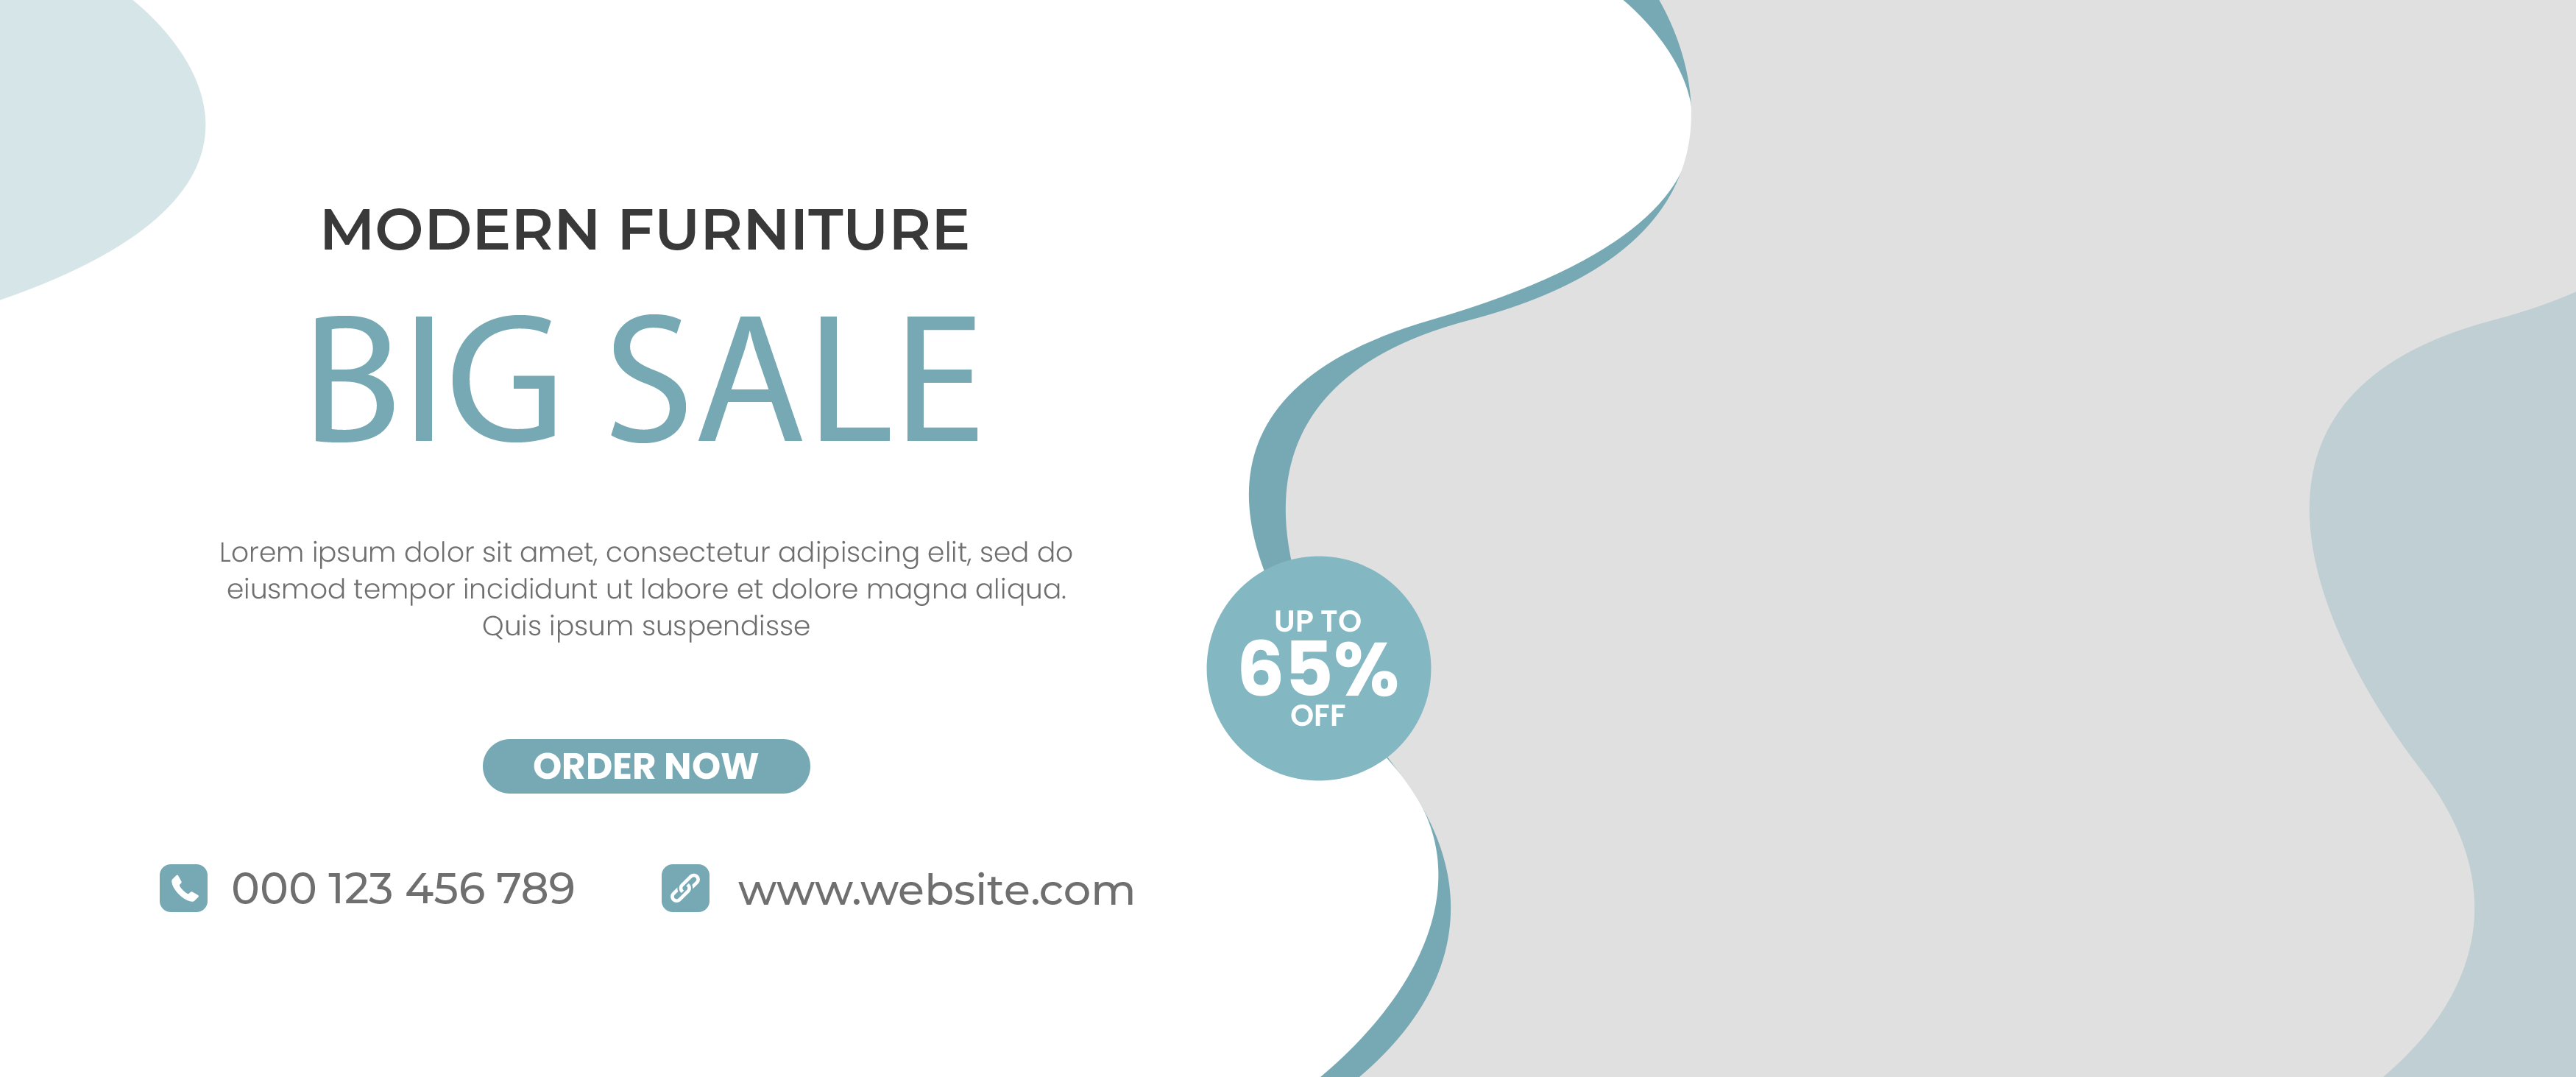 MODERN FURNITURE
BIG SALE
Lorem ipsum dolor sit amet, consectetur adipiscing elit, sed do
eiusmod tempor incididunt ut labore et dolore magna aliqua.
Quis ipsum suspendisse
UP TO
65%
OFF
ORDER NOW
000 123 456 789
www.website.com